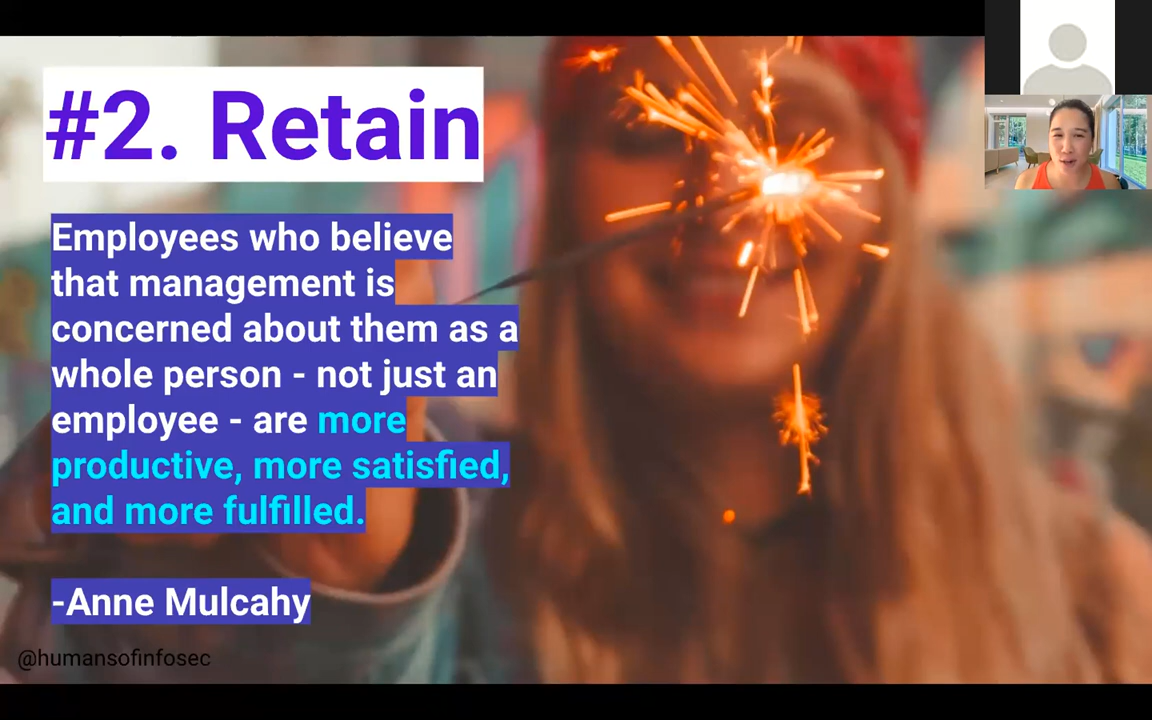 #2. Retain
Employees who believe
that management is
concerned about them as a
whole person - not just an
employee - are more
productive, more satisfied,
and more fulfilled.
-Anne Mulcahy
@humansofinfosec